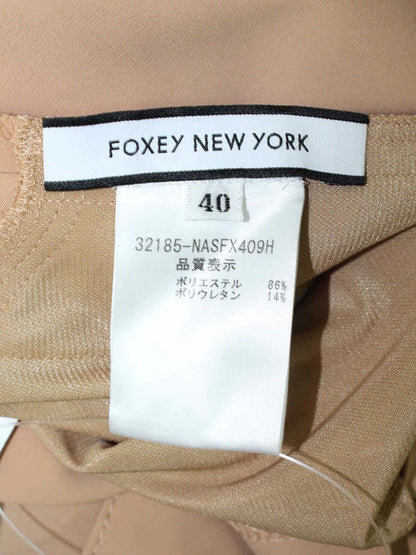 FOXEY NEW YORK
40
32185-NASFX409H
品質表示
ポリエステル 86%
ポリウレタン 14%